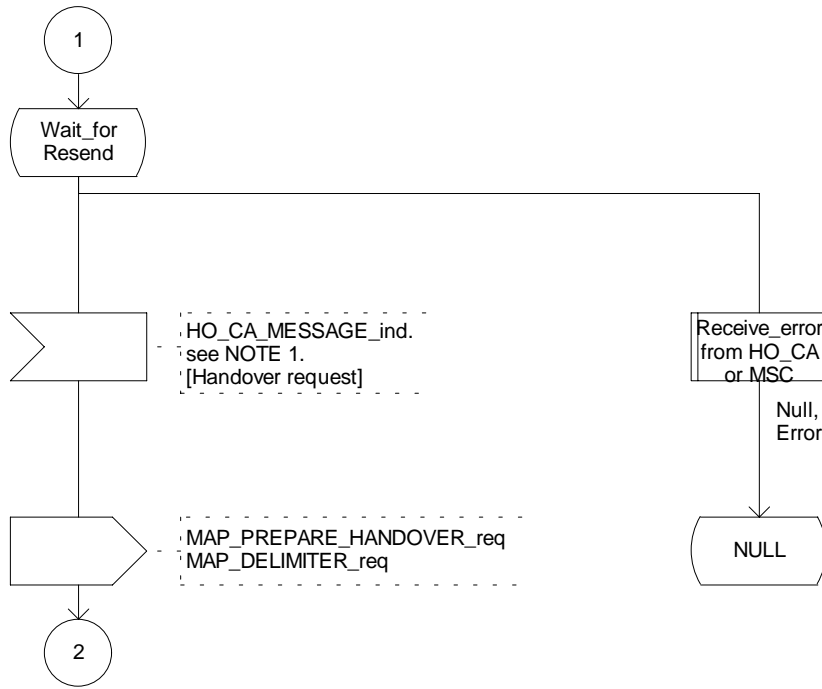 1
Wait_for
Resend
HO_CA_MESSAGE_ind.
see NOTE 1.
[Handover request]
Receive_error
from HO_CA
or MSC
Null,
Error
MAP_PREPARE_HANDOVER_req
MAP_DELIMITER_req
NULL
2